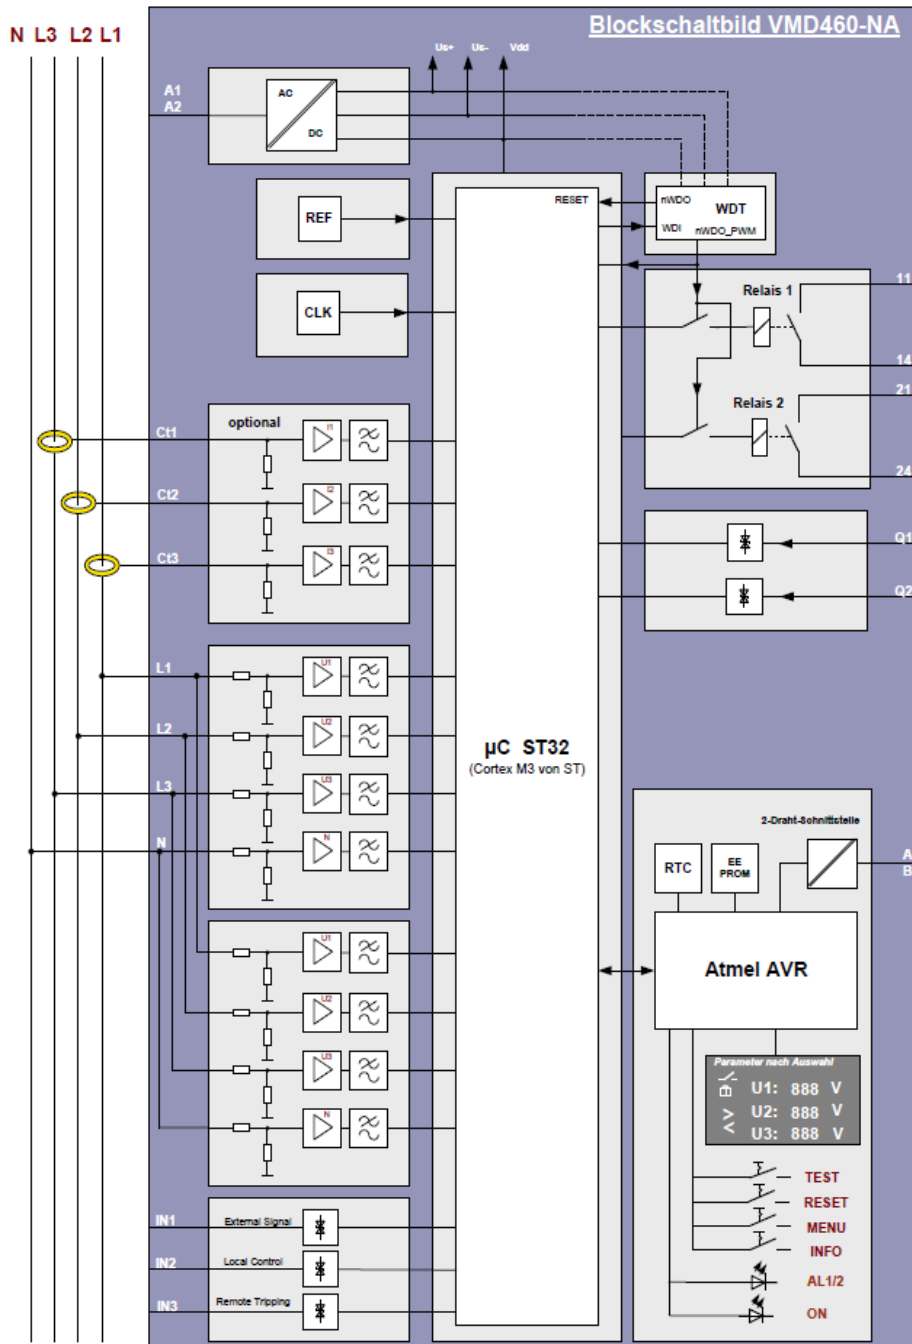 Blockschaltbild VMD460-NA
N L3 L2 L1
Us+ Us- Vdd
A1
A2
AC
DC
REF
CLK
RESET
nWDO
WDT
WDI
nWDO_PWM
Relais 1
11
14
Relais 2
21
24
optional
Ct1
I1
Ct2
I2
Ct3
I3
Q1
Q2
L1
U1
L2
U2
L3
U3
N
N
µC ST32
(Cortex M3 von ST)
U1
U2
U3
N
2-Draht-Schnittstelle
RTC
EE
PROM
A
B
Atmel AVR
Parameter nach Auswahl
U1: 888 V
> U2: 888 V
< U3: 888 V
TEST
RESET
MENU
INFO
AL1/2
ON
IN1
External Signal
IN2
Local Control
IN3
Remote Tripping